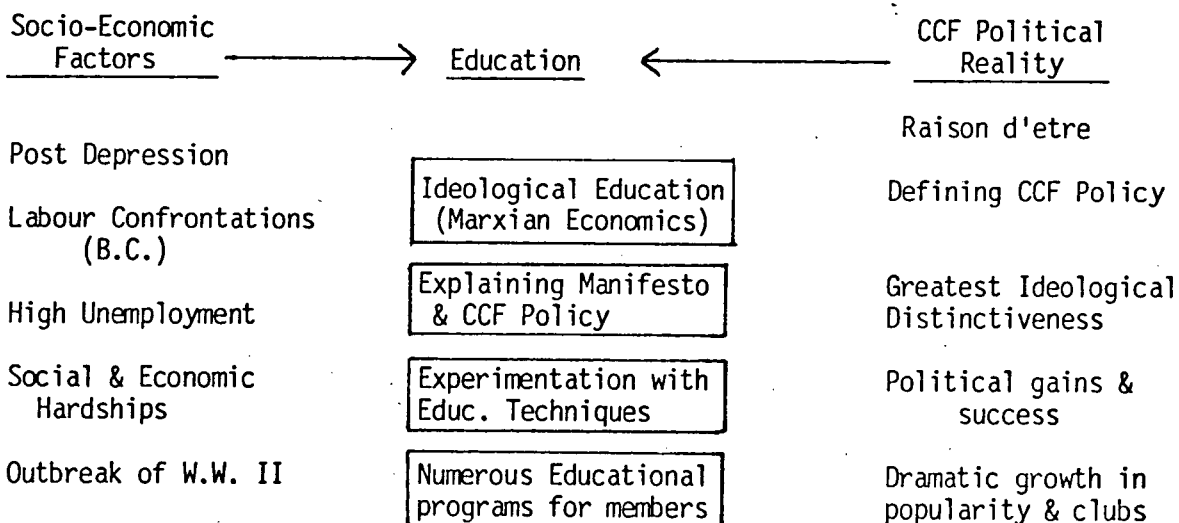 Socio-Economic
Factors
Education
CCF Political
Reality
Post Depression
Labour Confrontations
(B.C.)
High Unemployment
Social & Economic
Hardships
Outbreak of W.W. II
Ideological Education
(Marxian Economics)
Explaining Manifesto
& CCF Policy
Experimentation with
Educ. Techniques
Numerous Educational
programs for members
Raison d'etre
Defining CCF Policy
Greatest Ideological
Distinctiveness
Political gains &
success
Dramatic growth in
popularity & clubs